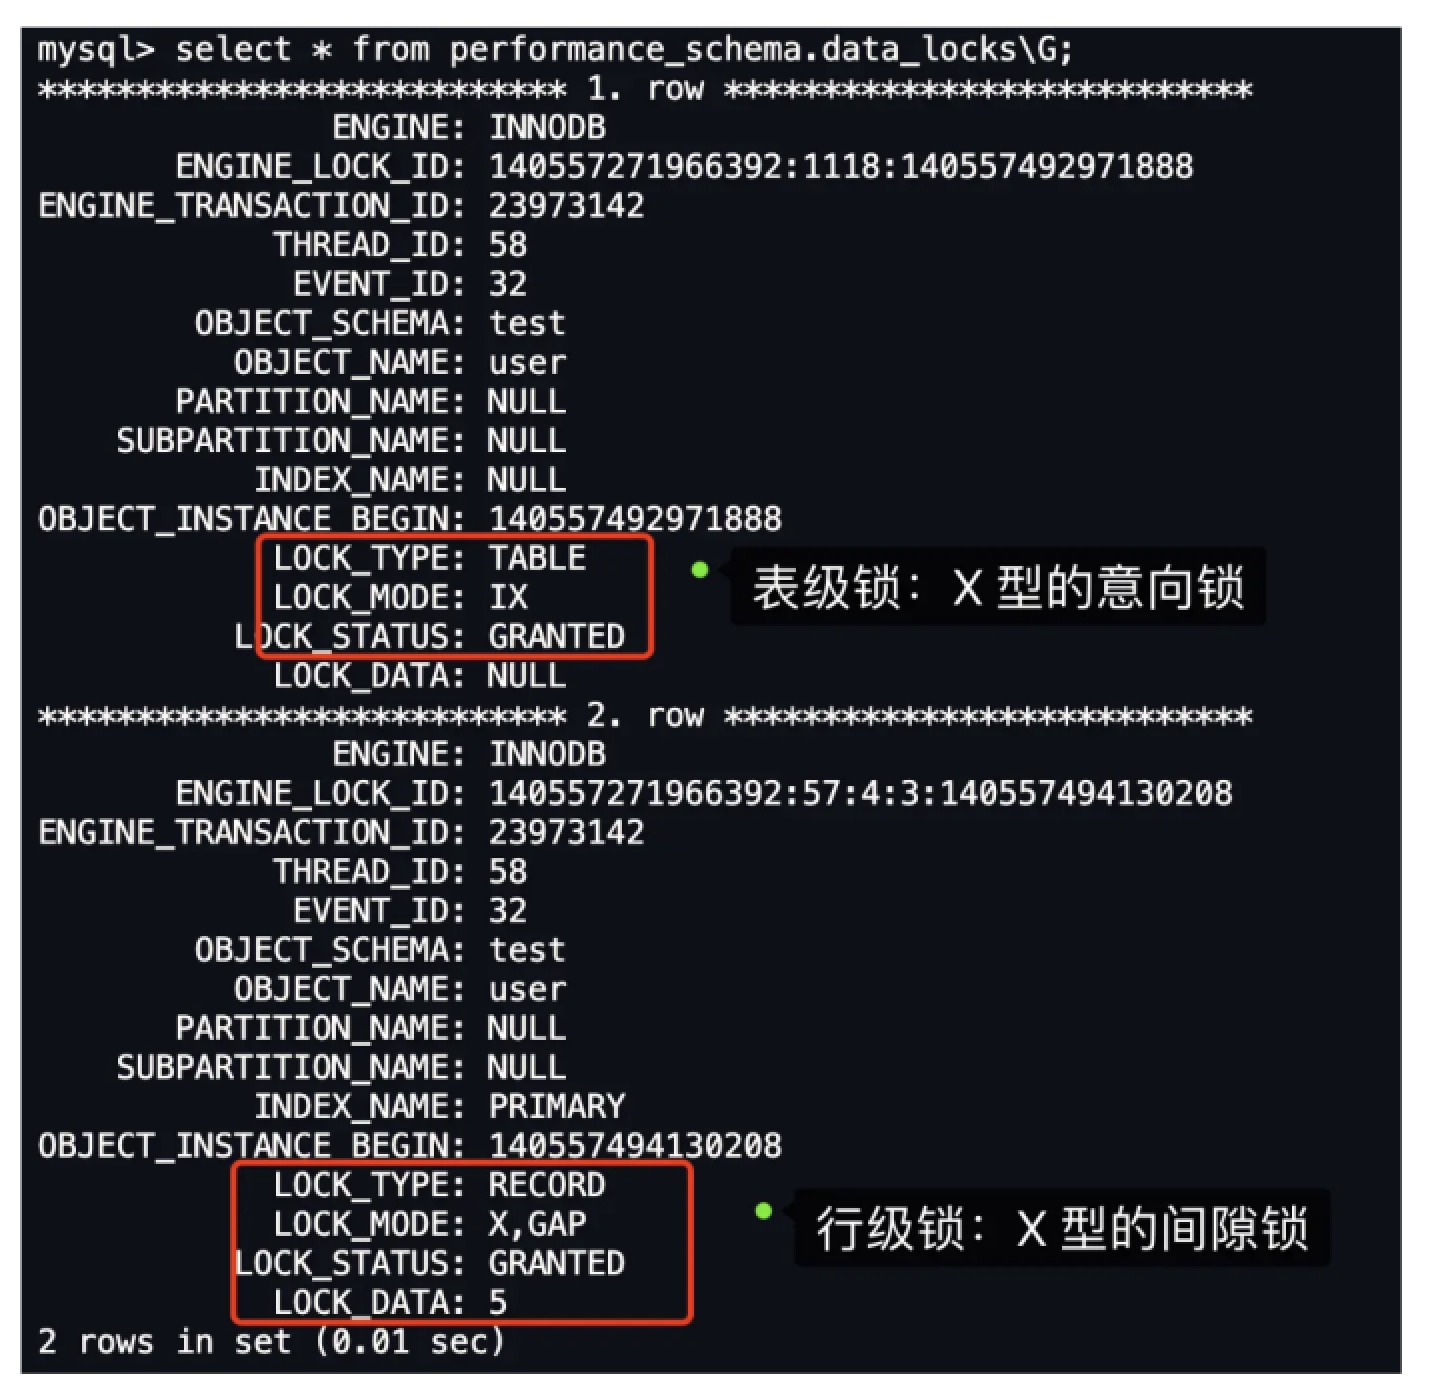 mysql> select * from performance_schema.data_locks\G;
*************************** 1. row ***************************
ENGINE: INNODB
ENGINE_LOCK_ID: 140557271966392:1118:140557492971888
ENGINE_TRANSACTION_ID: 23973142
THREAD_ID: 58
EVENT_ID: 32
OBJECT_SCHEMA: test
OBJECT_NAME: user
PARTITION_NAME: NULL
SUBPARTITION_NAME: NULL
INDEX_NAME: NULL
OBJECT_INSTANCE_BEGIN: 140557492971888
LOCK_TYPE: TABLE
LOCK_MODE: IX
表级锁：X 型的意向锁
LOCK_STATUS: GRANTED
LOCK_DATA: NULL
*************************** 2. row ***************************
ENGINE: INNODB
ENGINE_LOCK_ID: 140557271966392:57:4:3:140557494130208
ENGINE_TRANSACTION_ID: 23973142
THREAD_ID: 58
EVENT_ID: 32
OBJECT_SCHEMA: test
OBJECT_NAME: user
PARTITION_NAME: NULL
SUBPARTITION_NAME: NULL
INDEX_NAME: PRIMARY
OBJECT_INSTANCE_BEGIN: 140557494130208
LOCK_TYPE: RECORD
LOCK_MODE: X,GAP
行级锁：X 型的间隙锁
LOCK_STATUS: GRANTED
LOCK_DATA: 5
2 rows in set (0.01 sec)